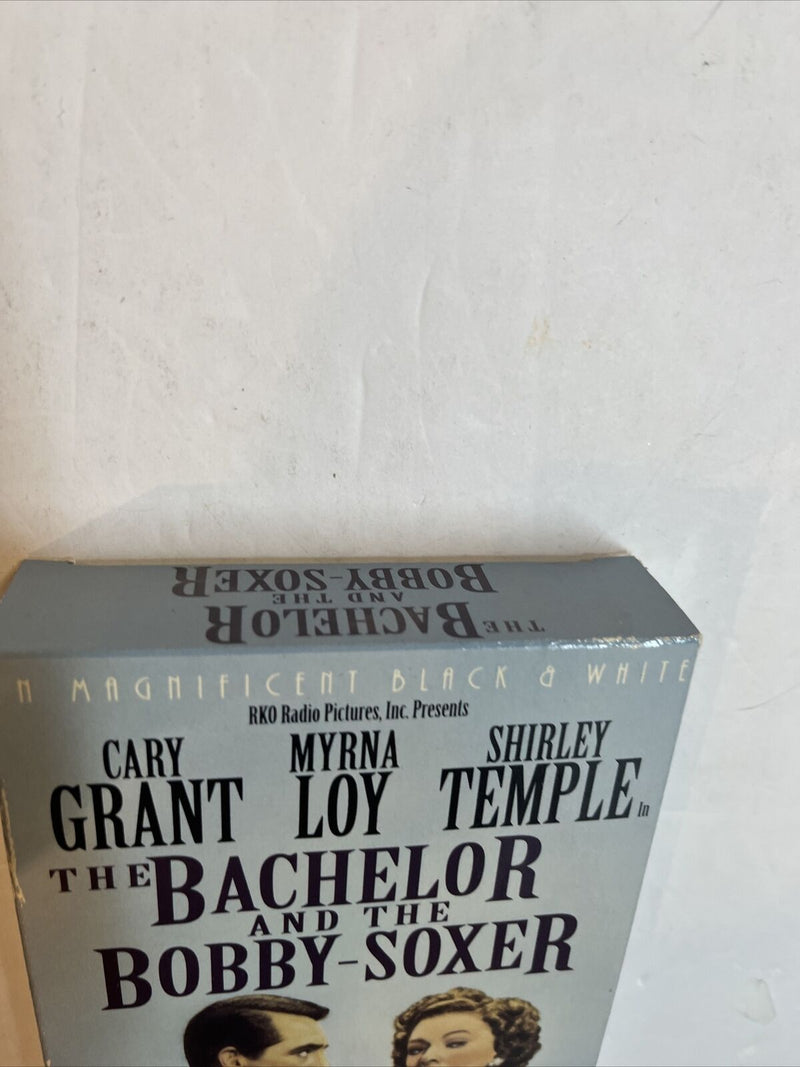 THE BACHELOR
AND THE
BOBBY-SOXER
N MAGNIFICENT BLACK & WHITE
RKO Radio Pictures, Inc. Presents
CARY GRANT
MYRNA LOY
SHIRLEY TEMPLE In
THE BACHELOR
AND THE
BOBBY-SOXER